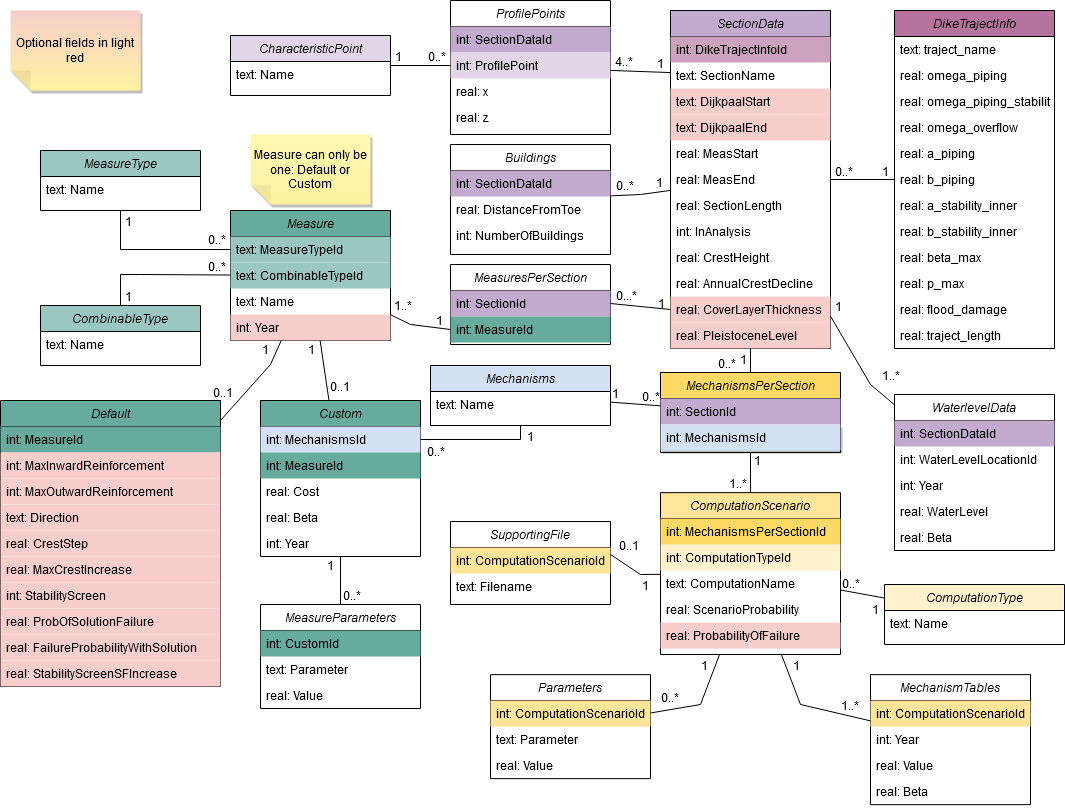 Optional fields in light
red
CharacteristicPoint
text: Name
1
0..*
ProfilePoints
int: SectionDataId
int: ProfilePoint
real: x
real: z
4..*
1
SectionData
int: DikeTrajectInfoId
text: SectionName
text: DijkpaalStart
text: DijkpaalEnd
real: MeasStart
real: MeasEnd
real: SectionLength
int: InAnalysis
real: CrestHeight
real: AnnualCrestDecline
real: CoverLayerThickness
real: PleistoceneLevel
0..*
1
DikeTrajectInfo
text: traject_name
real: omega_piping
real: omega_piping_stabilit
real: omega_overflow
real: a_piping
real: b_piping
real: a_stability_inner
real: b_stability_inner
real: beta_max
real: p_max
real: flood_damage
real: traject_length
Buildings
int: SectionDataId
real: DistanceFromToe
int: NumberOfBuildings
0..*
1
MeasureType
text: Name
1
0..*
Measure can only be
one: Default or
Custom
Measure
text: MeasureTypeId
text: CombinableTypeId
text: Name
int: Year
0..*
1
CombinableType
text: Name
1..*
1
MeasuresPerSection
int: SectionId
int: MeasureId
0...*
1
1
1..*
1
0..1
1
0..1
Default
int: MeasureId
int: MaxInwardReinforcement
int: MaxOutwardReinforcement
text: Direction
real: CrestStep
real: MaxCrestIncrease
int: StabilityScreen
real: ProbOfSolutionFailure
real: FailureProbabilityWithSolution
real: StabilityScreenSFIncrease
Custom
int: MechanismsId
int: MeasureId
real: Cost
real: Beta
int: Year
0..*
1
Mechanisms
text: Name
1
0..*
0..*
1
MechanismsPerSection
int: SectionId
int: MechanismsId
1
1..*
WaterlevelData
int: SectionDataId
int: WaterLevelLocationId
int: Year
real: WaterLevel
real: Beta
1
0..*
MeasureParameters
int: CustomId
text: Parameter
real: Value
SupportingFile
int: ComputationScenarioId
text: Filename
0..1
1
ComputationScenario
int: MechanismsPerSectionId
int: ComputationTypeId
text: ComputationName
real: ScenarioProbability
real: ProbabilityOfFailure
0..*
1
ComputationType
text: Name
1
0..*
1
1..*
Parameters
int: ComputationScenarioId
text: Parameter
real: Value
MechanismTables
int: ComputationScenarioId
int: Year
real: Value
real: Beta